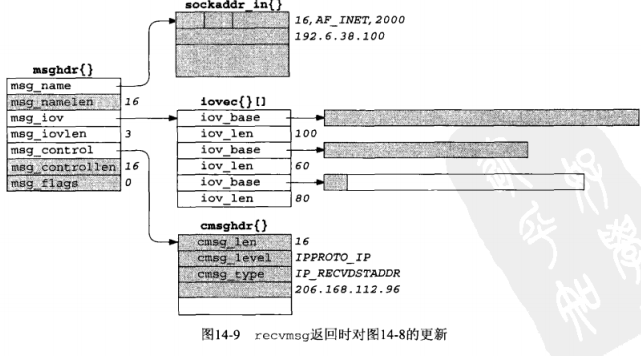 sockaddr_in{}
16,AF_INET,2000
192.6.38.100
msghdr{}
msg_name
msg_namelen 16
msg_iov
msg_iovlen 3
msg_control
msg_controllen 16
msg_flags 0
iovec{}[]
iov_base
iov_len 100
iov_base
iov_len 60
iov_base
iov_len 80
cmsghdr{}
cmsg_len 16
cmsg_level IPPROTO_IP
cmsg_type IP_RECVDSTADDR
206.168.112.96
图14-9 recvmsg返回时对图14-8的更新